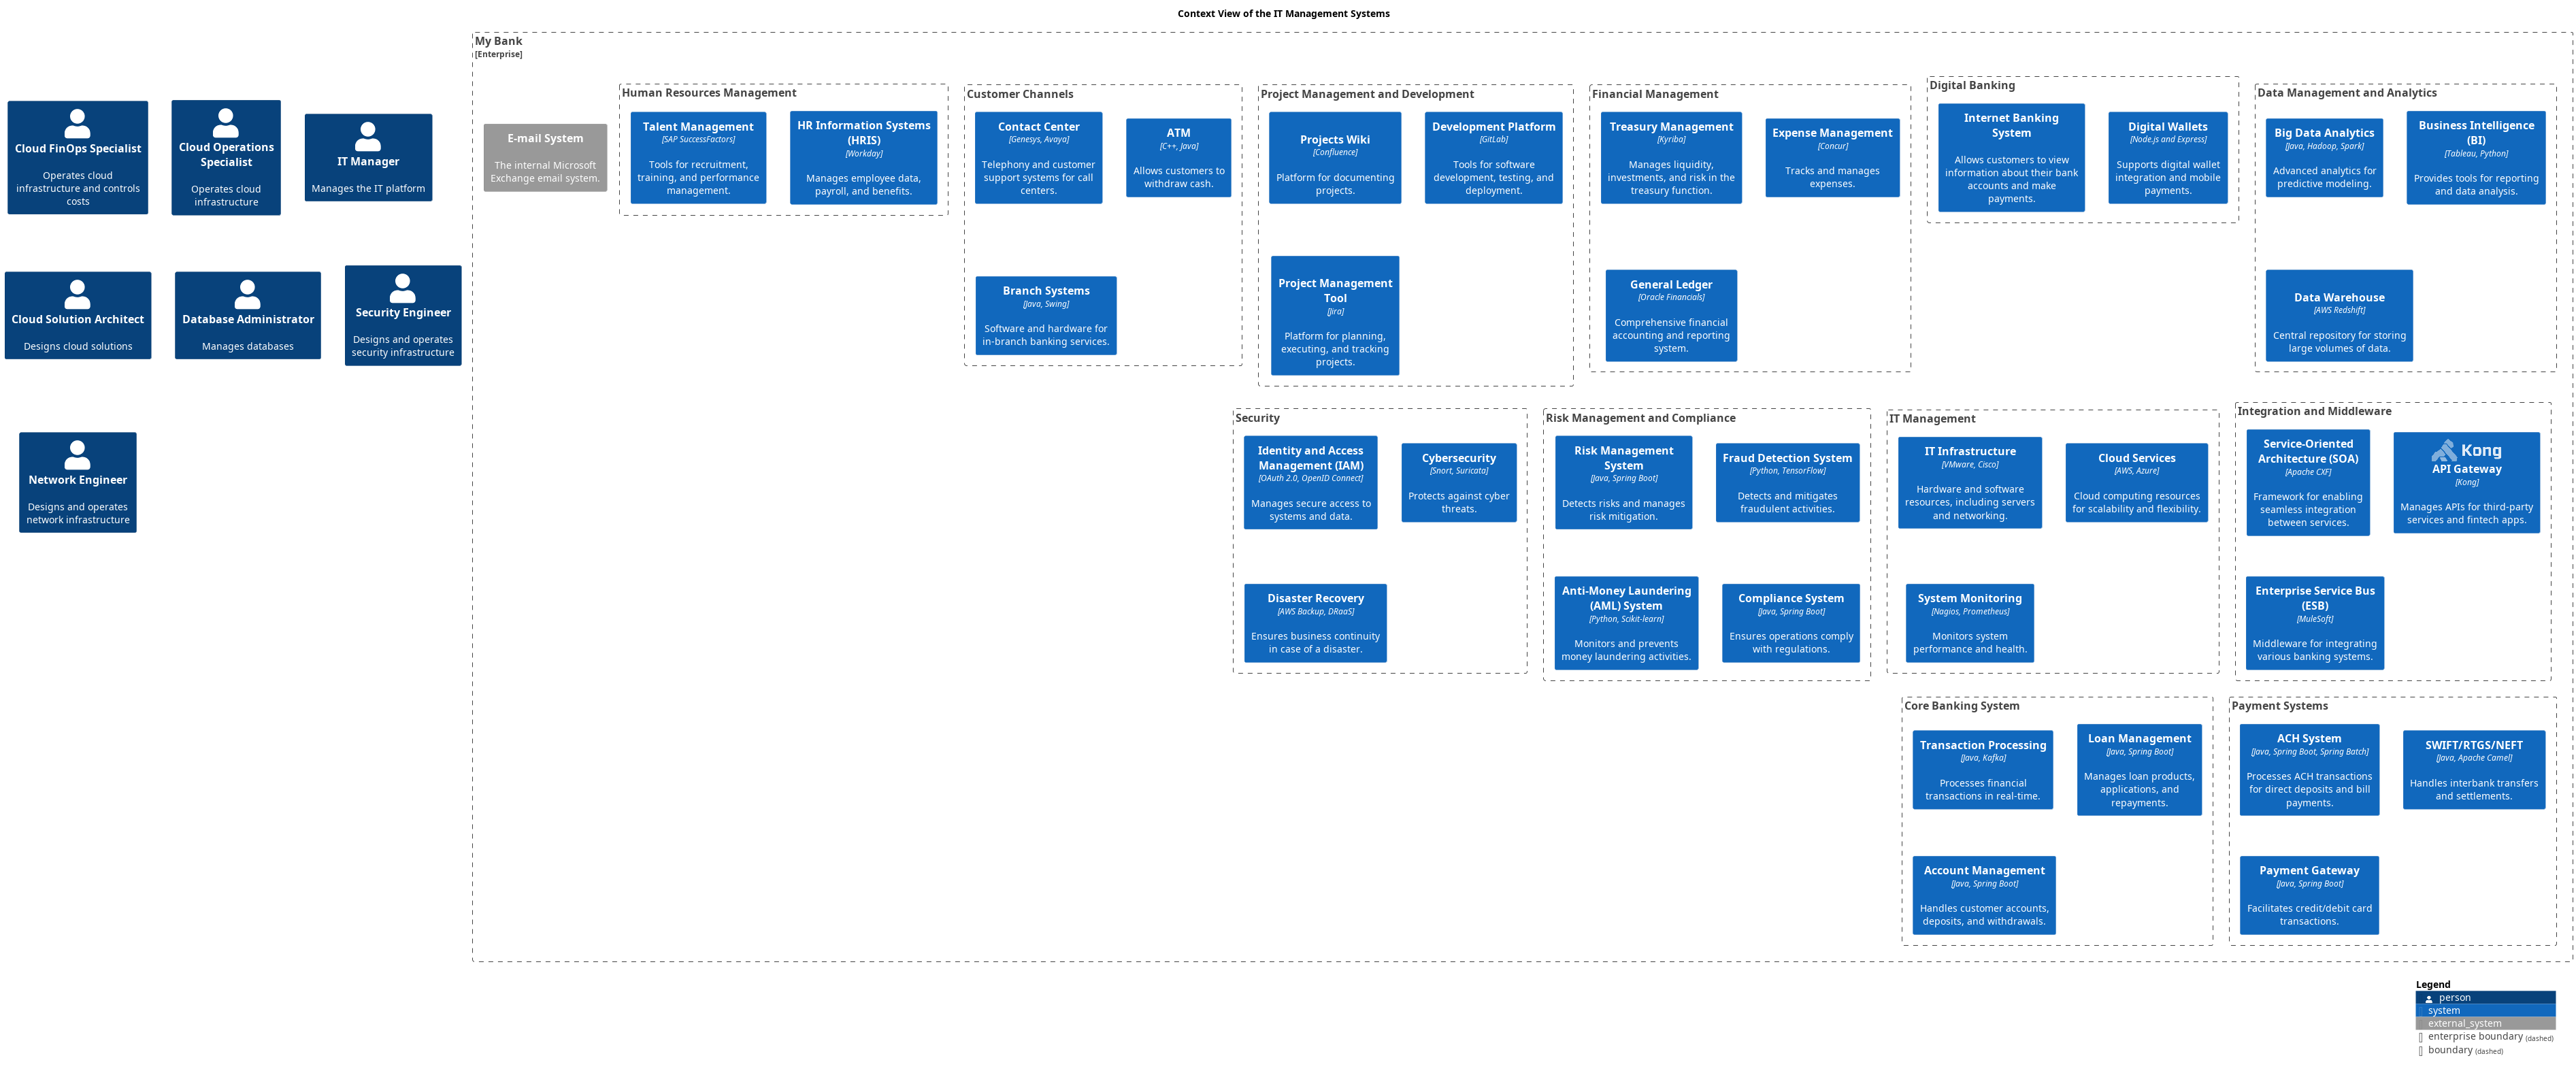 Context View of the IT Management Systems
My Bank
[Enterprise]
Cloud FinOps Specialist
Operates cloud
infrastructure and controls
costs
Cloud Operations
Specialist
Operates cloud
infrastructure
IT Manager
Manages the IT platform
Cloud Solution Architect
Designs cloud solutions
Database Administrator
Manages databases
Security Engineer
Designs and operates
security infrastructure
Network Engineer
Designs and operates
network infrastructure
E-mail System
The internal Microsoft
Exchange email system.
Human Resources Management
Talent Management
[SAP SuccessFactors]
Tools for recruitment,
training, and performance
management.
HR Information Systems
(HRIS)
[Workday]
Manages employee data,
payroll, and benefits.
Customer Channels
Contact Center
[Genesys, Avaya]
Telephony and customer
support systems for call
centers.
ATM
[C++, Java]
Allows customers to
withdraw cash.
Branch Systems
[Java, Swing]
Software and hardware for
in-branch banking services.
Project Management and Development
Projects Wiki
[Confluence]
Platform for documenting
projects.
Development Platform
[GitLab]
Tools for software
development, testing, and
deployment.
Project Management
Tool
[Jira]
Platform for planning,
executing, and tracking
projects.
Financial Management
Treasury Management
[Kyriba]
Manages liquidity,
investments, and risk in the
treasury function.
Expense Management
[Concur]
Tracks and manages
expenses.
General Ledger
[Oracle Financials]
Comprehensive financial
accounting and reporting
system.
Digital Banking
Internet Banking
System
Allows customers to view
information about their bank
accounts and make
payments.
Digital Wallets
[Node.js and Express]
Supports digital wallet
integration and mobile
payments.
Data Management and Analytics
Big Data Analytics
[Java, Hadoop, Spark]
Advanced analytics for
predictive modeling.
Business Intelligence
(BI)
[Tableau, Python]
Provides tools for reporting
and data analysis.
Data Warehouse
[AWS Redshift]
Central repository for storing
large volumes of data.
Security
Identity and Access
Management (IAM)
[OAuth 2.0, OpenID Connect]
Manages secure access to
systems and data.
Cybersecurity
[Snort, Suricata]
Protects against cyber
threats.
Disaster Recovery
[AWS Backup, DRaaS]
Ensures business continuity
in case of a disaster.
Risk Management and Compliance
Risk Management
System
[Java, Spring Boot]
Detects risks and manages
risk mitigation.
Fraud Detection System
[Python, TensorFlow]
Detects and mitigates
fraudulent activities.
Anti-Money Laundering
(AML) System
[Python, Scikit-learn]
Monitors and prevents
money laundering activities.
Compliance System
[Java, Spring Boot]
Ensures operations comply
with regulations.
IT Management
IT Infrastructure
[VMware, Cisco]
Hardware and software
resources, including servers
and networking.
Cloud Services
[AWS, Azure]
Cloud computing resources
for scalability and flexibility.
System Monitoring
[Nagios, Prometheus]
Monitors system
performance and health.
Integration and Middleware
Service-Oriented
Architecture (SOA)
[Apache CXF]
Framework for enabling
seamless integration
between services.
Kong
API Gateway
[Kong]
Manages APIs for third-party
services and fintech apps.
Enterprise Service Bus
(ESB)
[MuleSoft]
Middleware for integrating
various banking systems.
Core Banking System
Transaction Processing
[Java, Kafka]
Processes financial
transactions in real-time.
Loan Management
[Java, Spring Boot]
Manages loan products,
applications, and
repayments.
Account Management
[Java, Spring Boot]
Handles customer accounts,
deposits, and withdrawals.
Payment Systems
ACH System
[Java, Spring Boot, Spring Batch]
Processes ACH transactions
for direct deposits and bill
payments.
SWIFT/RTGS/NEFT
[Java, Apache Camel]
Handles interbank transfers
and settlements.
Payment Gateway
[Java, Spring Boot]
Facilitates credit/debit card
transactions.
Legend
person
system
external_system
enterprise boundary (dashed)
boundary (dashed)